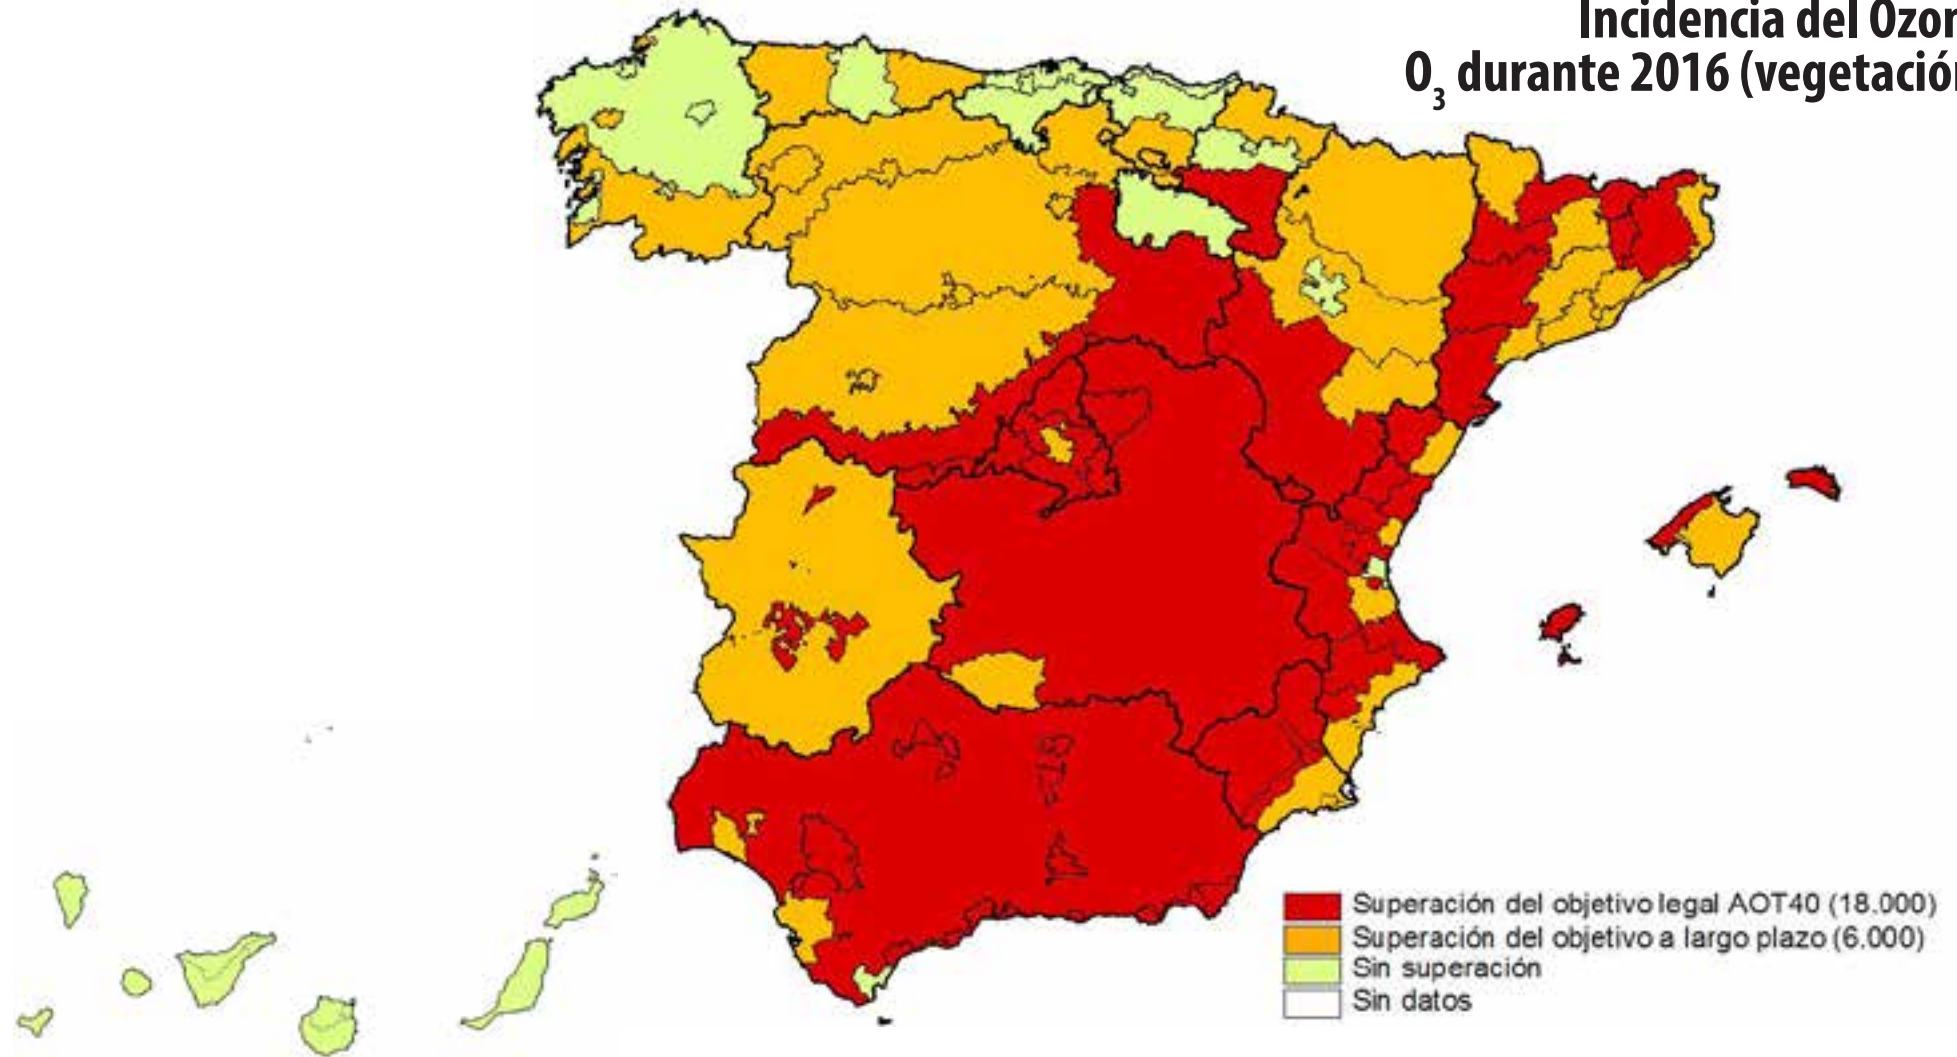 Incidencia del Ozon
O₃ durante 2016 (vegetación
Superación del objetivo legal AOT40 (18.000)
Superación del objetivo a largo plazo (6.000)
Sin superación
Sin datos